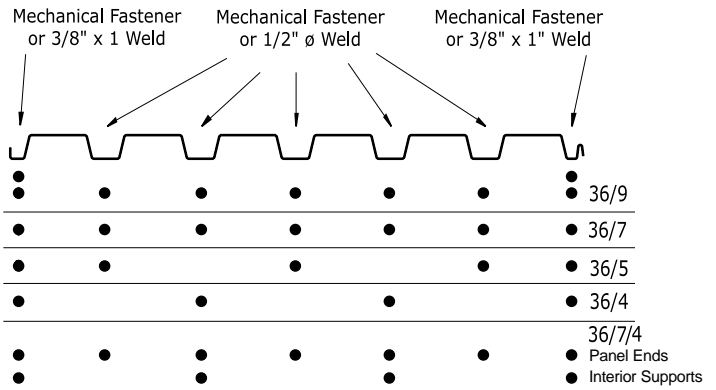 Mechanical Fastener
or 3/8" x 1 Weld
Mechanical Fastener
or 1/2" ø Weld
Mechanical Fastener
or 3/8" x 1" Weld
36/9
36/7
36/5
36/4
36/7/4
Panel Ends
Interior Supports